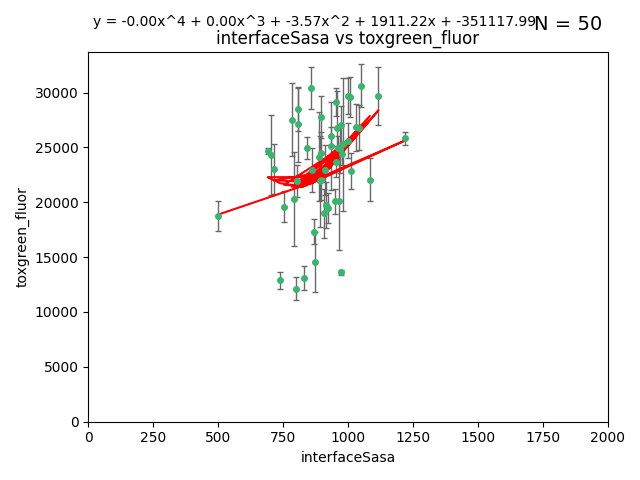 y = -0.00x^4 + 0.00x^3 + -3.57x^2 + 1911.22x + -351117.99
N = 50
interfaceSasa vs toxgreen_fluor
30000
25000
20000
15000
10000
5000
0
toxgreen_fluor
0 250 500 750 1000 1250 1500 1750 2000
interfaceSasa